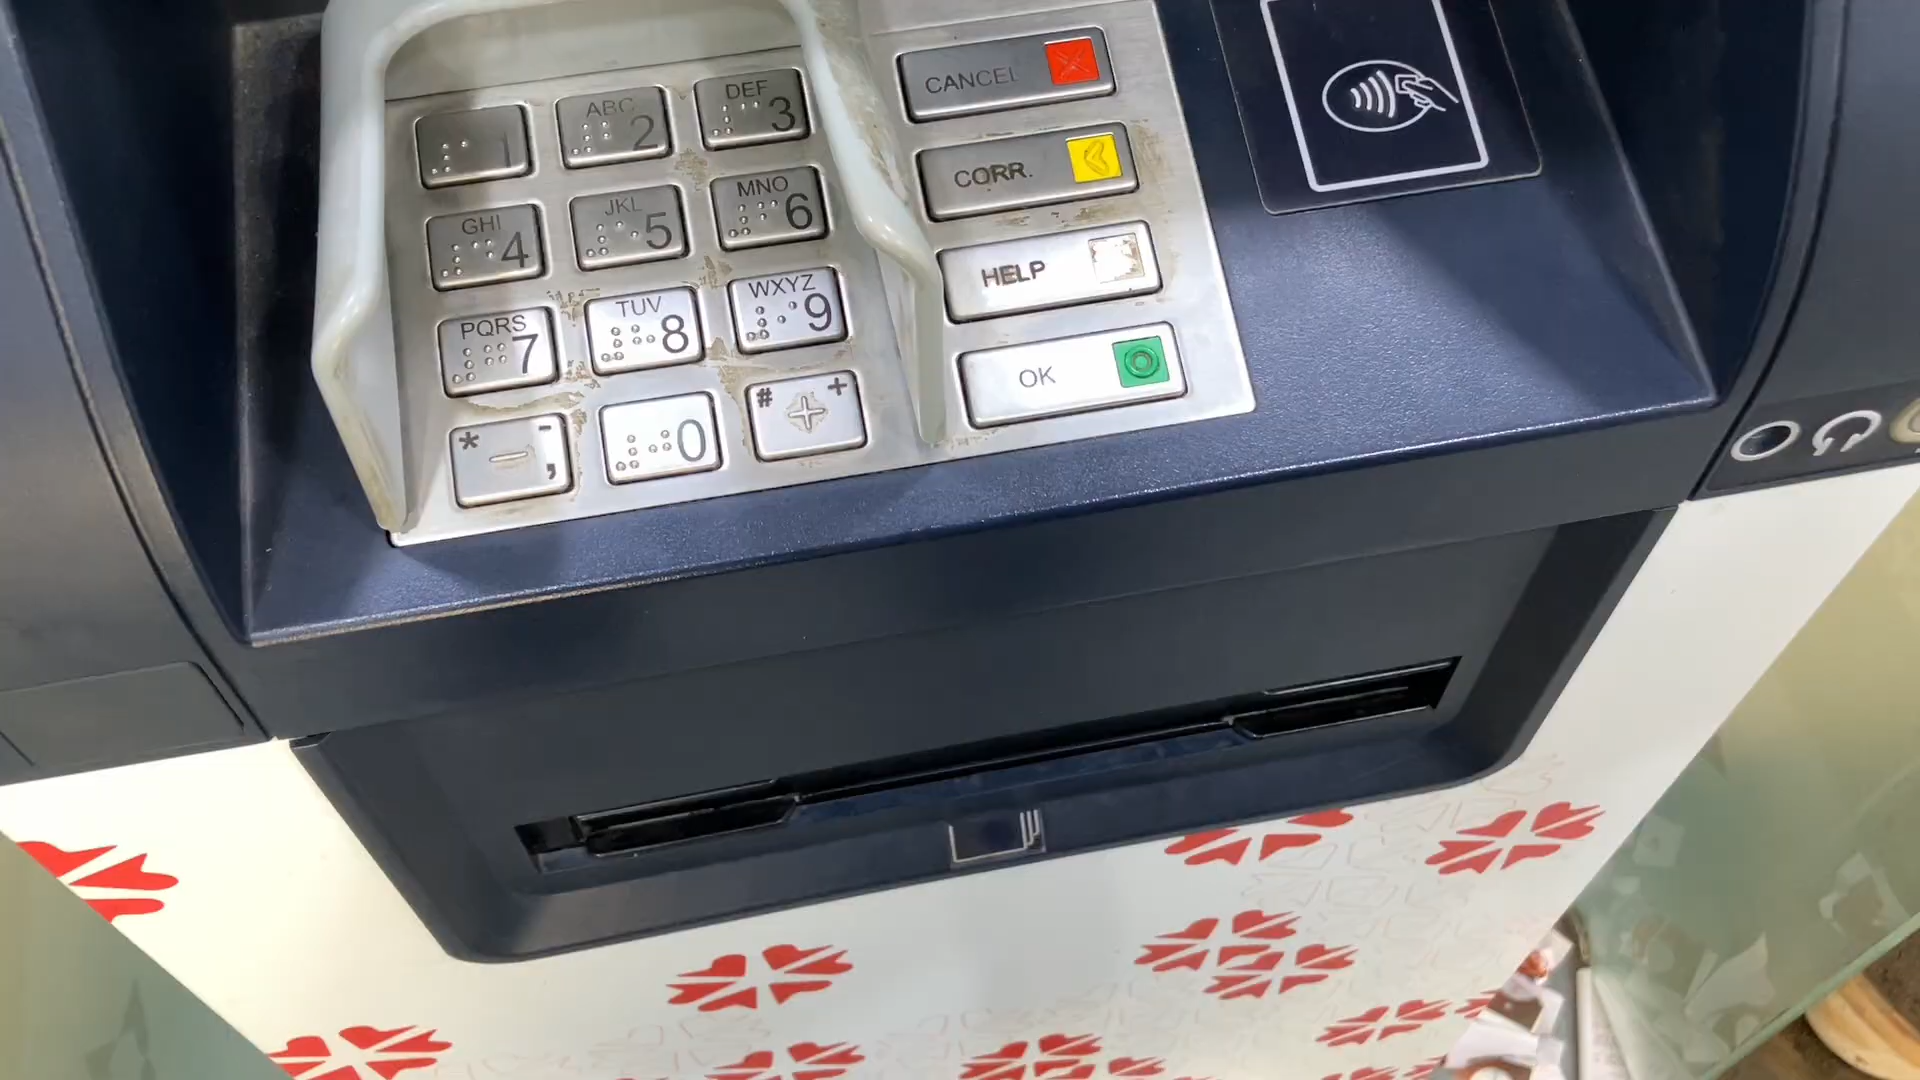 1
ABC 2
DEF 3
CANCEL
GHI 4
JKL 5
MNO 6
CORR.
PQRS 7
TUV 8
WXYZ 9
HELP
* - ,
0
# +
OK